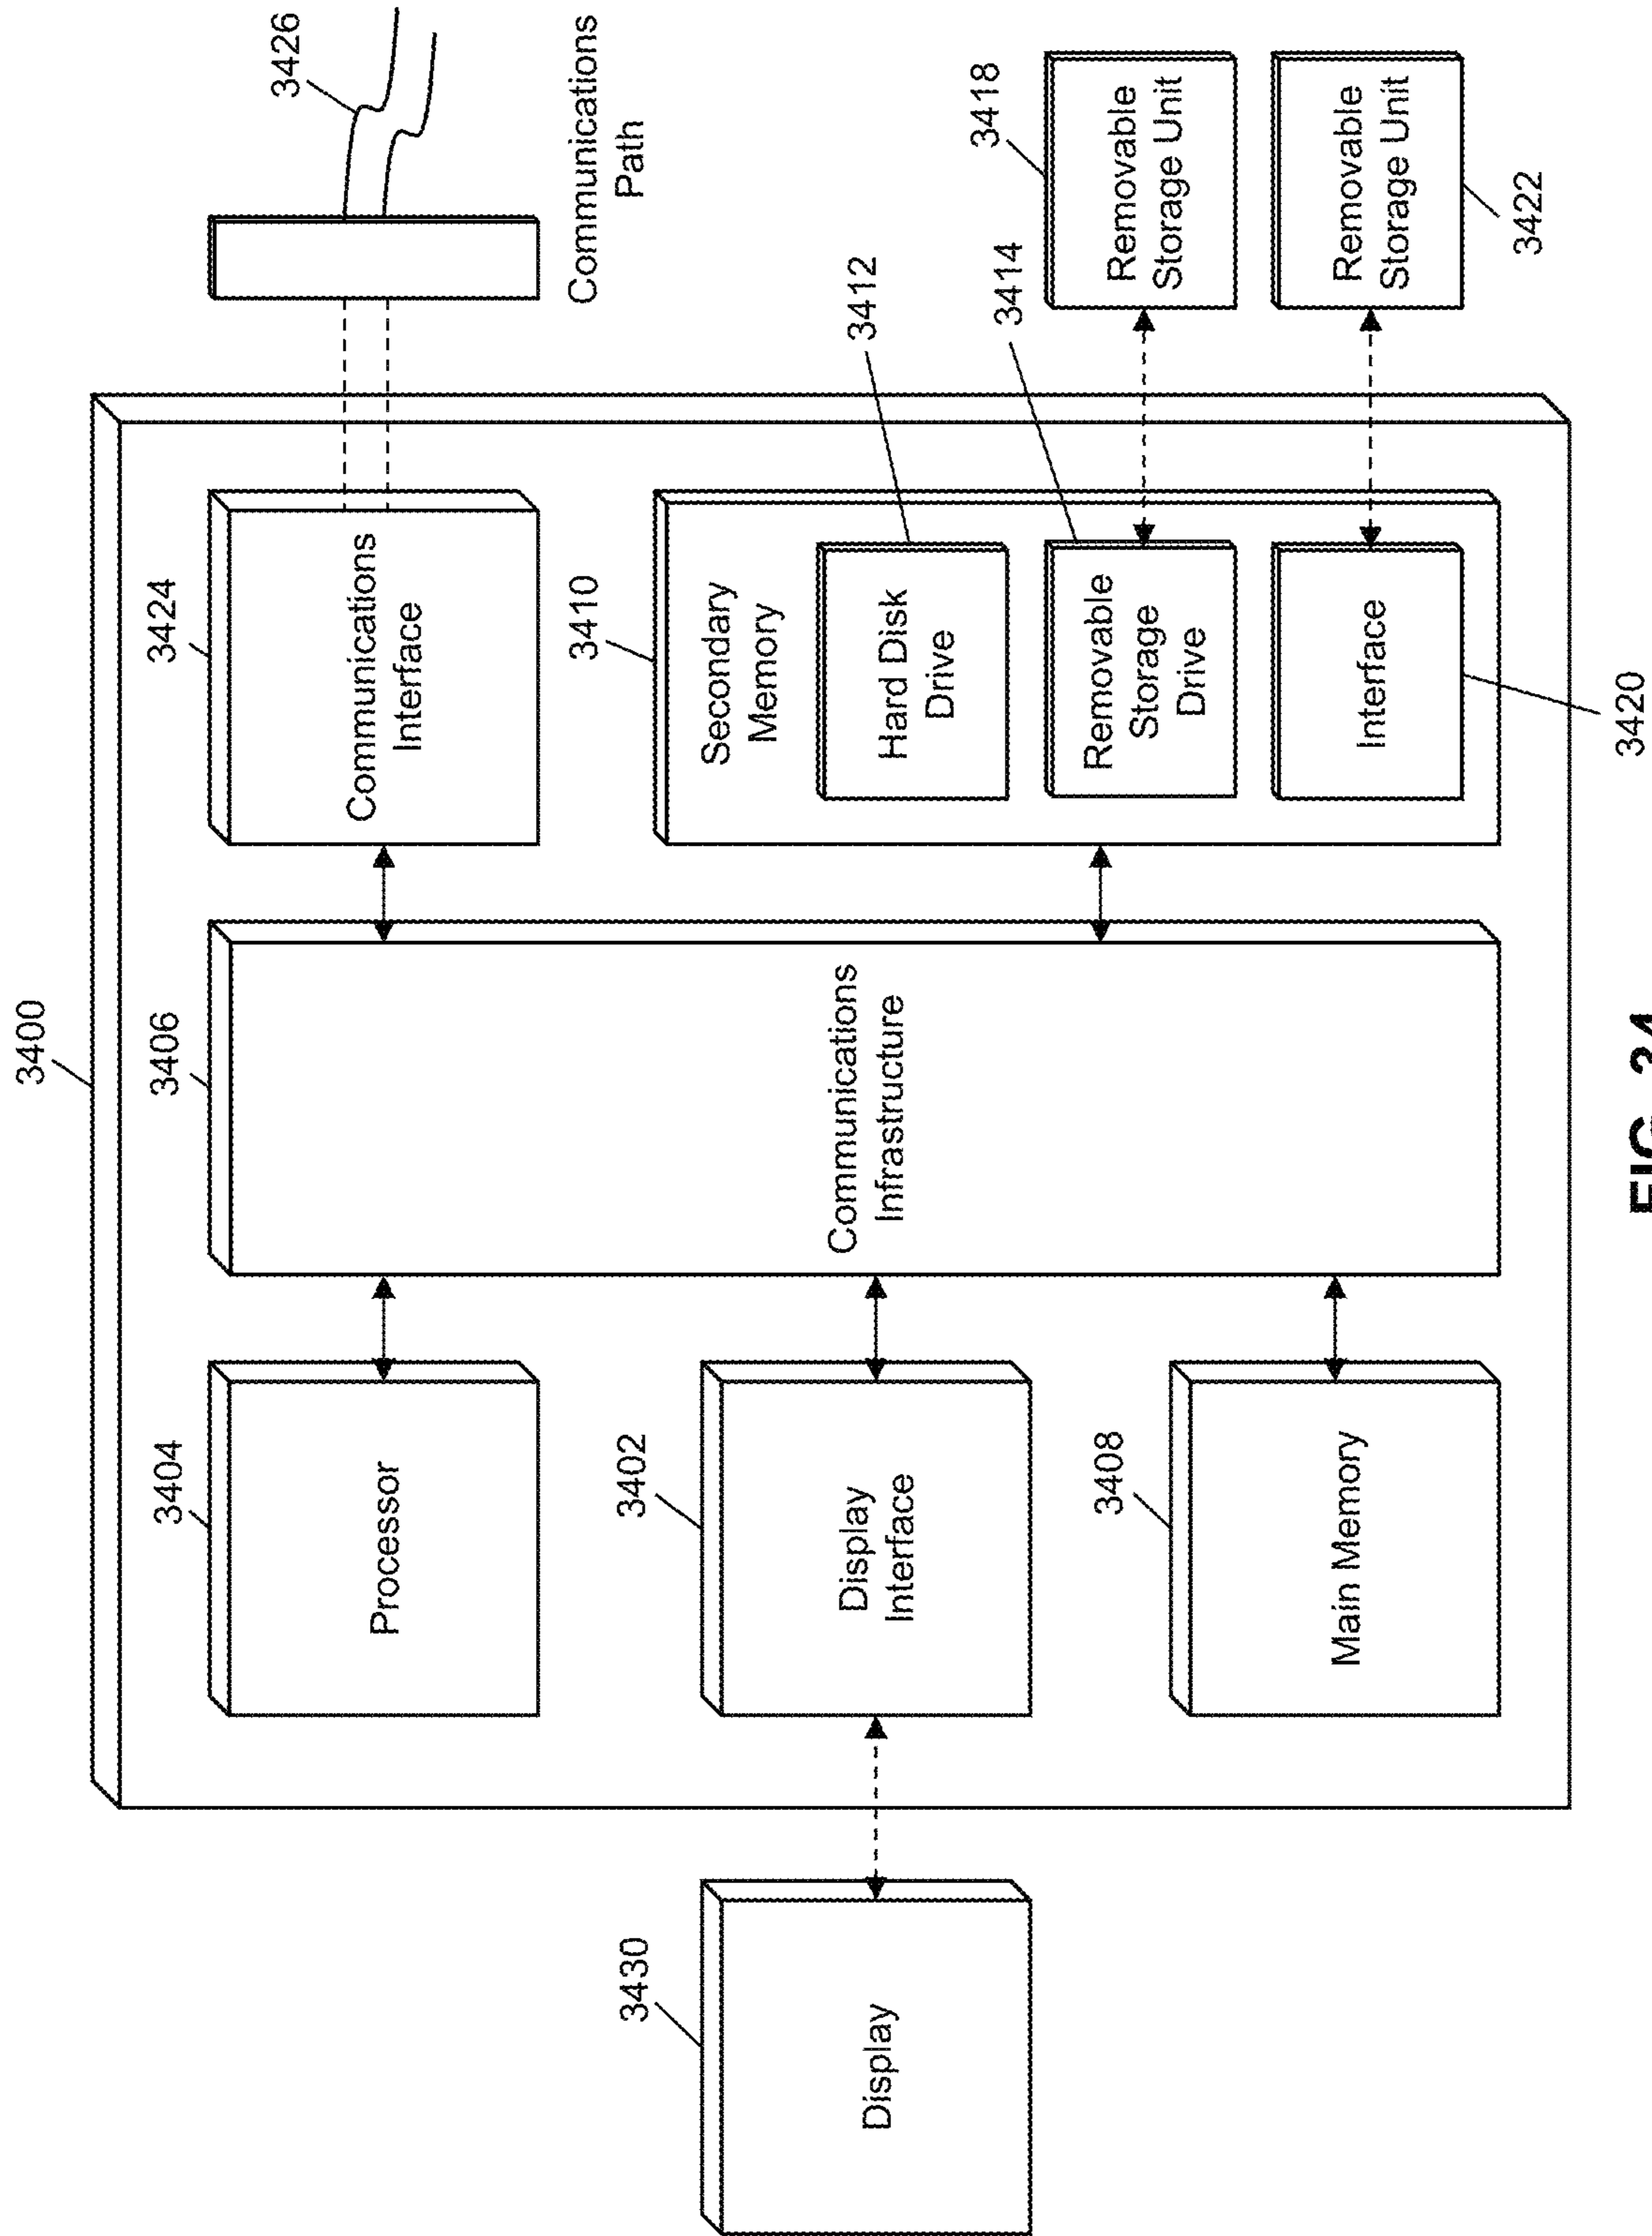 3400
3404
Processor
3406
Communications
Infrastructure
3424
Communications
Interface
3426
Communications
Path
3430
Display
3402
Display
Interface
3408
Main Memory
3410
Secondary
Memory
3412
Hard Disk
Drive
3414
Removable
Storage
Drive
3418
Removable
Storage Unit
Interface
3420
Removable
Storage Unit
3422
FIG. 34